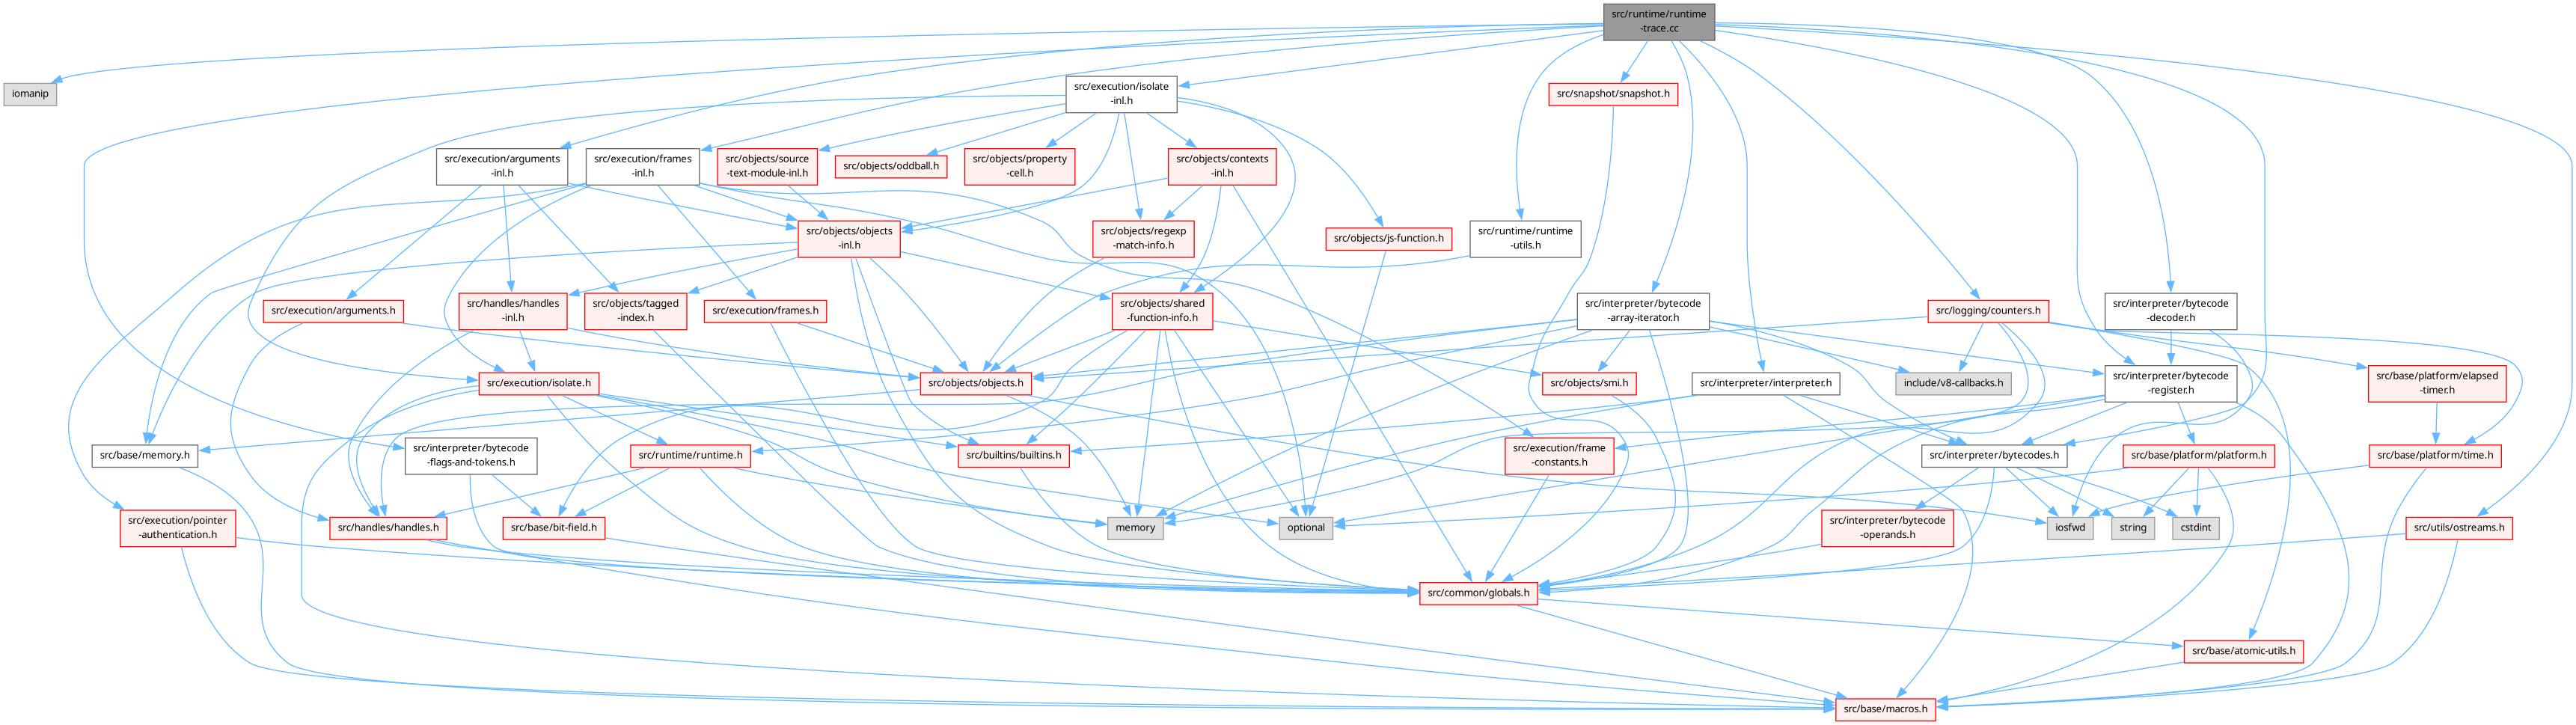 src/runtime/runtime
-trace.cc
iomanip
src/execution/isolate
-inl.h
src/snapshot/snapshot.h
src/execution/arguments
-inl.h
src/execution/frames
-inl.h
src/objects/source
-text-module-inl.h
src/objects/oddball.h
src/objects/property
-cell.h
src/objects/contexts
-inl.h
src/objects/objects
-inl.h
src/objects/regexp
-match-info.h
src/objects/js-function.h
src/runtime/runtime
-utils.h
src/execution/arguments.h
src/handles/handles
-inl.h
src/objects/tagged
-index.h
src/execution/frames.h
src/objects/shared
-function-info.h
src/interpreter/bytecode
-array-iterator.h
src/logging/counters.h
src/interpreter/bytecode
-decoder.h
src/execution/isolate.h
src/objects/objects.h
src/objects/smi.h
src/interpreter/interpreter.h
include/v8-callbacks.h
src/interpreter/bytecode
-register.h
src/base/platform/elapsed
-timer.h
src/base/memory.h
src/interpreter/bytecode
-flags-and-tokens.h
src/runtime/runtime.h
src/builtins/builtins.h
src/execution/frame
-constants.h
src/interpreter/bytecodes.h
src/base/platform/platform.h
src/base/platform/time.h
src/execution/pointer
-authentication.h
src/handles/handles.h
src/base/bit-field.h
memory
optional
src/interpreter/bytecode
-operands.h
iosfwd
string
cstdint
src/utils/ostreams.h
src/common/globals.h
src/base/atomic-utils.h
src/base/macros.h